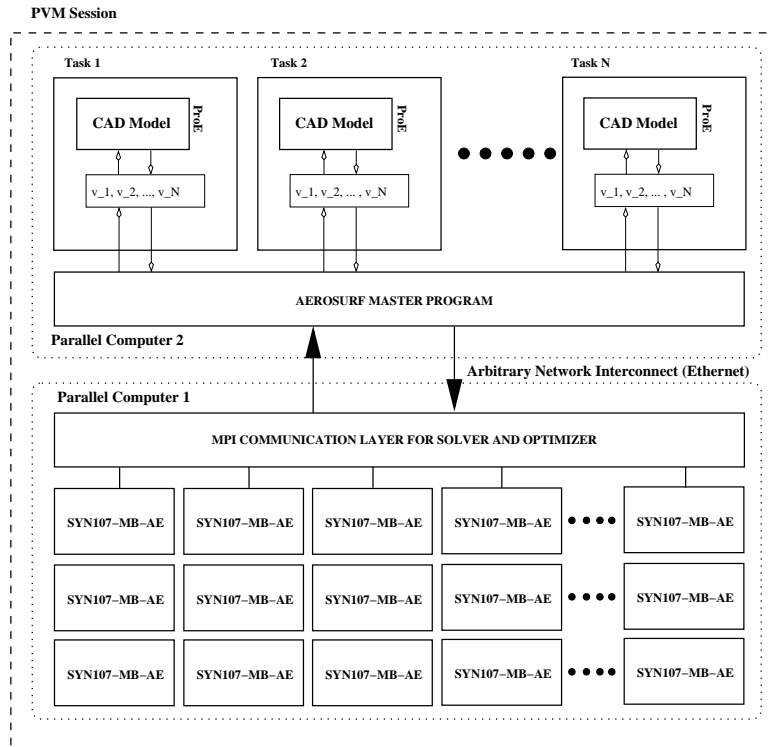 PVM Session
Task 1
Task 2
Task N
CAD Model
ProE
CAD Model
ProE
CAD Model
ProE
v_1, v_2, ..., v_N
v_1, v_2, ... , v_N
v_1, v_2, ... , v_N
AEROSURF MASTER PROGRAM
Parallel Computer 2
Arbitrary Network Interconnect (Ethernet)
Parallel Computer 1
MPI COMMUNICATION LAYER FOR SOLVER AND OPTIMIZER
SYN107–MB–AE SYN107–MB–AE SYN107–MB–AE SYN107–MB–AE SYN107–MB–AE
SYN107–MB–AE SYN107–MB–AE SYN107–MB–AE SYN107–MB–AE SYN107–MB–AE
SYN107–MB–AE SYN107–MB–AE SYN107–MB–AE SYN107–MB–AE SYN107–MB–AE